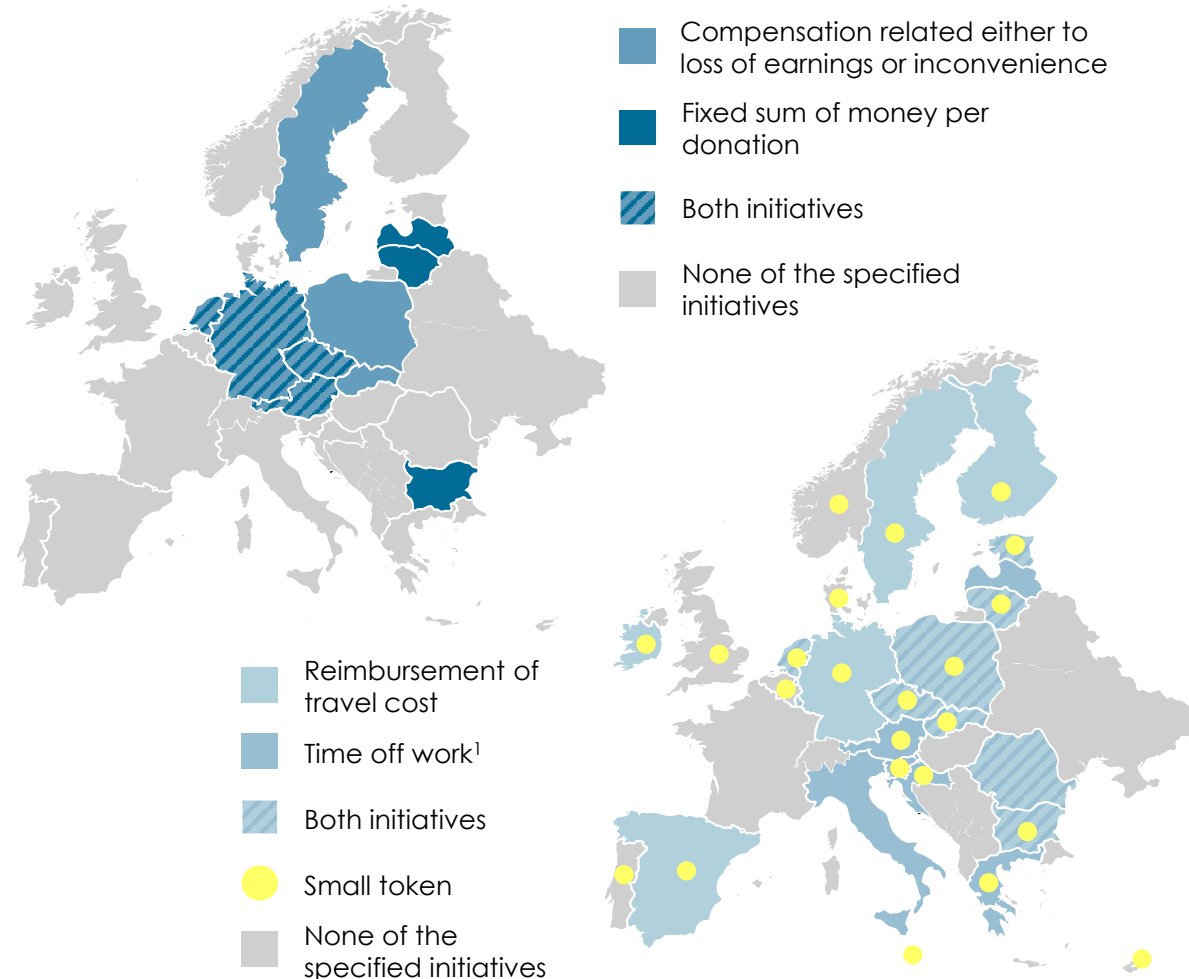 Compensation related either to
loss of earnings or inconvenience
Fixed sum of money per
donation
Both initiatives
None of the specified
initiatives
Reimbursement of
travel cost
Time off work¹
Both initiatives
Small token
None of the
specified initiatives